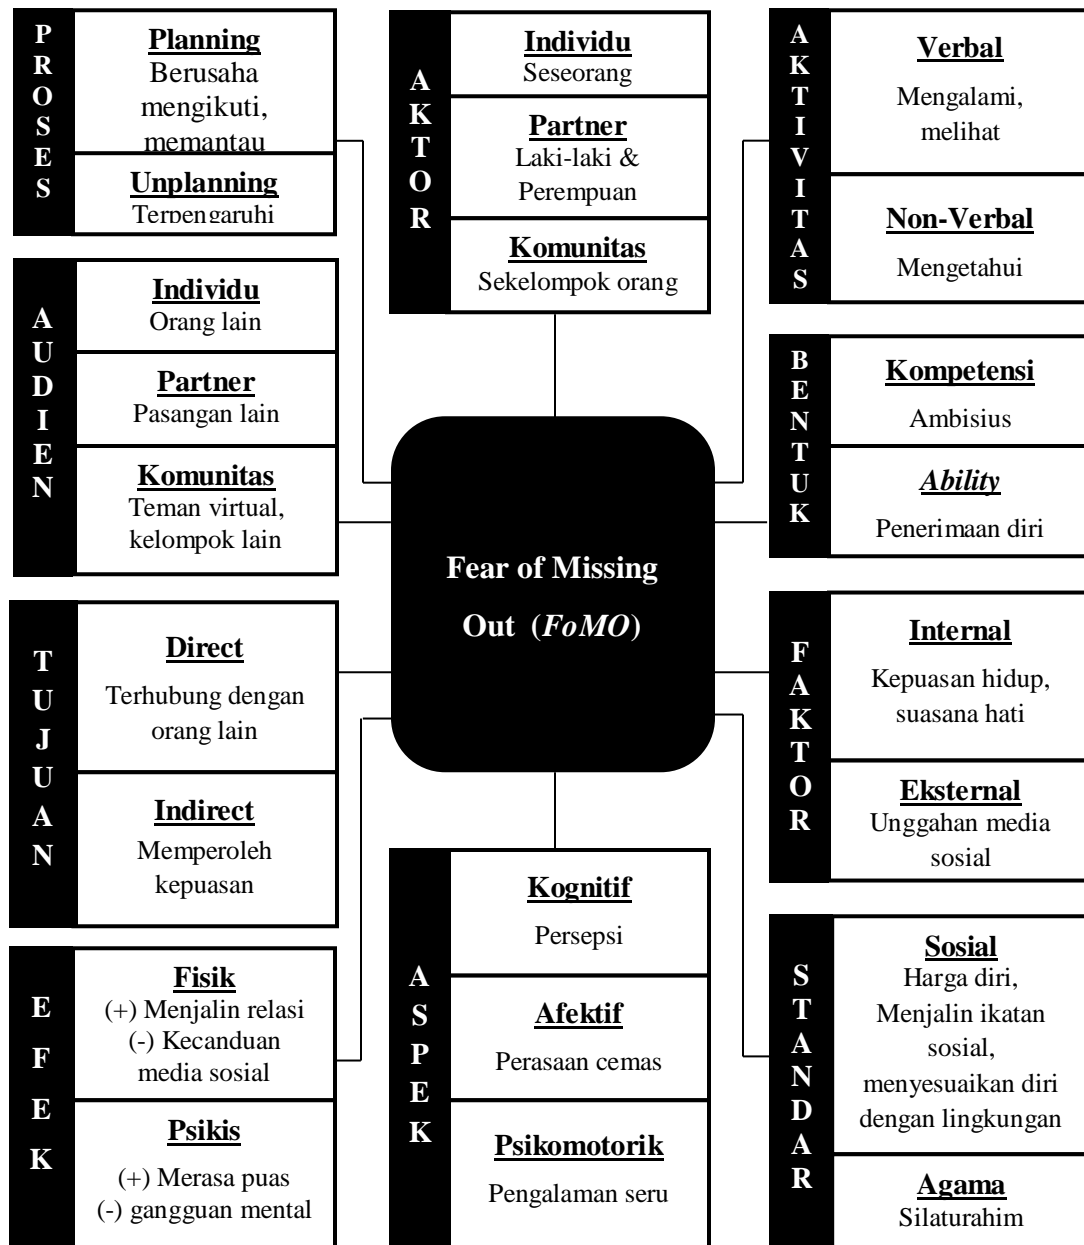 PROSES
Planning
Berusaha
mengikuti,
memantau
Unplanning
Terpengaruhi
AKTOR
Individu
Seseorang
Partner
Laki-laki &
Perempuan
Komunitas
Sekelompok orang
AKTIVITAS
Verbal
Mengalami,
melihat
Non-Verbal
Mengetahui
AUDIEN
Individu
Orang lain
Partner
Pasangan lain
Komunitas
Teman virtual,
kelompok lain
BENTUK
Kompetensi
Ambisius
Ability
Penerimaan diri
Fear of Missing
Out (FoMO)
TUJUAN
Direct
Terhubung dengan
orang lain
Indirect
Memperoleh
kepuasan
FAKTOR
Internal
Kepuasan hidup,
suasana hati
Eksternal
Unggahan media
sosial
EFEK
Fisik
(+) Menjalin relasi
(-) Kecanduan
media sosial
Psikis
(+) Merasa puas
(-) gangguan mental
ASPEK
Kognitif
Persepsi
Afektif
Perasaan cemas
Psikomotorik
Pengalaman seru
STANDAR
Sosial
Harga diri,
Menjalin ikatan
sosial,
menyesuaikan diri
dengan lingkungan
Agama
Silaturahim